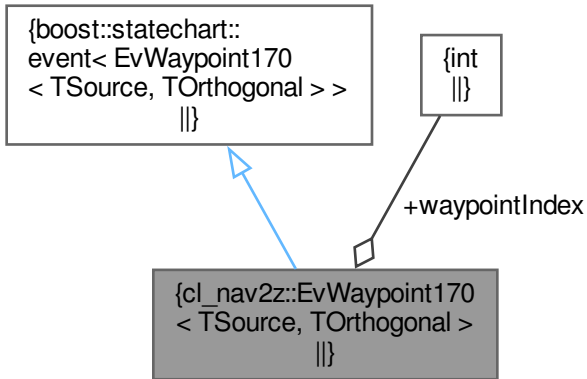 {boost::statechart::
event< EvWaypoint170
< TSource, TOrthogonal > >
||}
{int
||}
+waypointIndex
{cl_nav2z::EvWaypoint170
< TSource, TOrthogonal >
||}